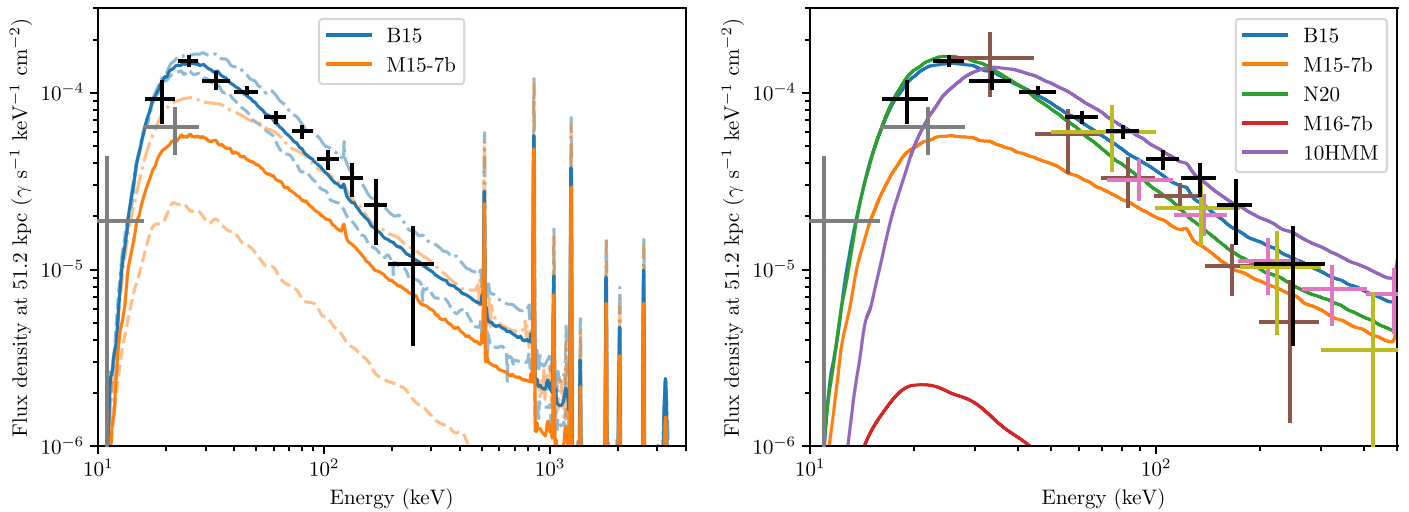 Flux density at 51.2 kpc (γ s⁻¹ keV⁻¹ cm⁻²)
10⁻⁴
10⁻⁵
10⁻⁶
B15
M15-7b
10¹
10²
10³
Energy (keV)
Flux density at 51.2 kpc (γ s⁻¹ keV⁻¹ cm⁻²)
10⁻⁴
10⁻⁵
10⁻⁶
B15
M15-7b
N20
M16-7b
10HMM
10¹
10²
Energy (keV)